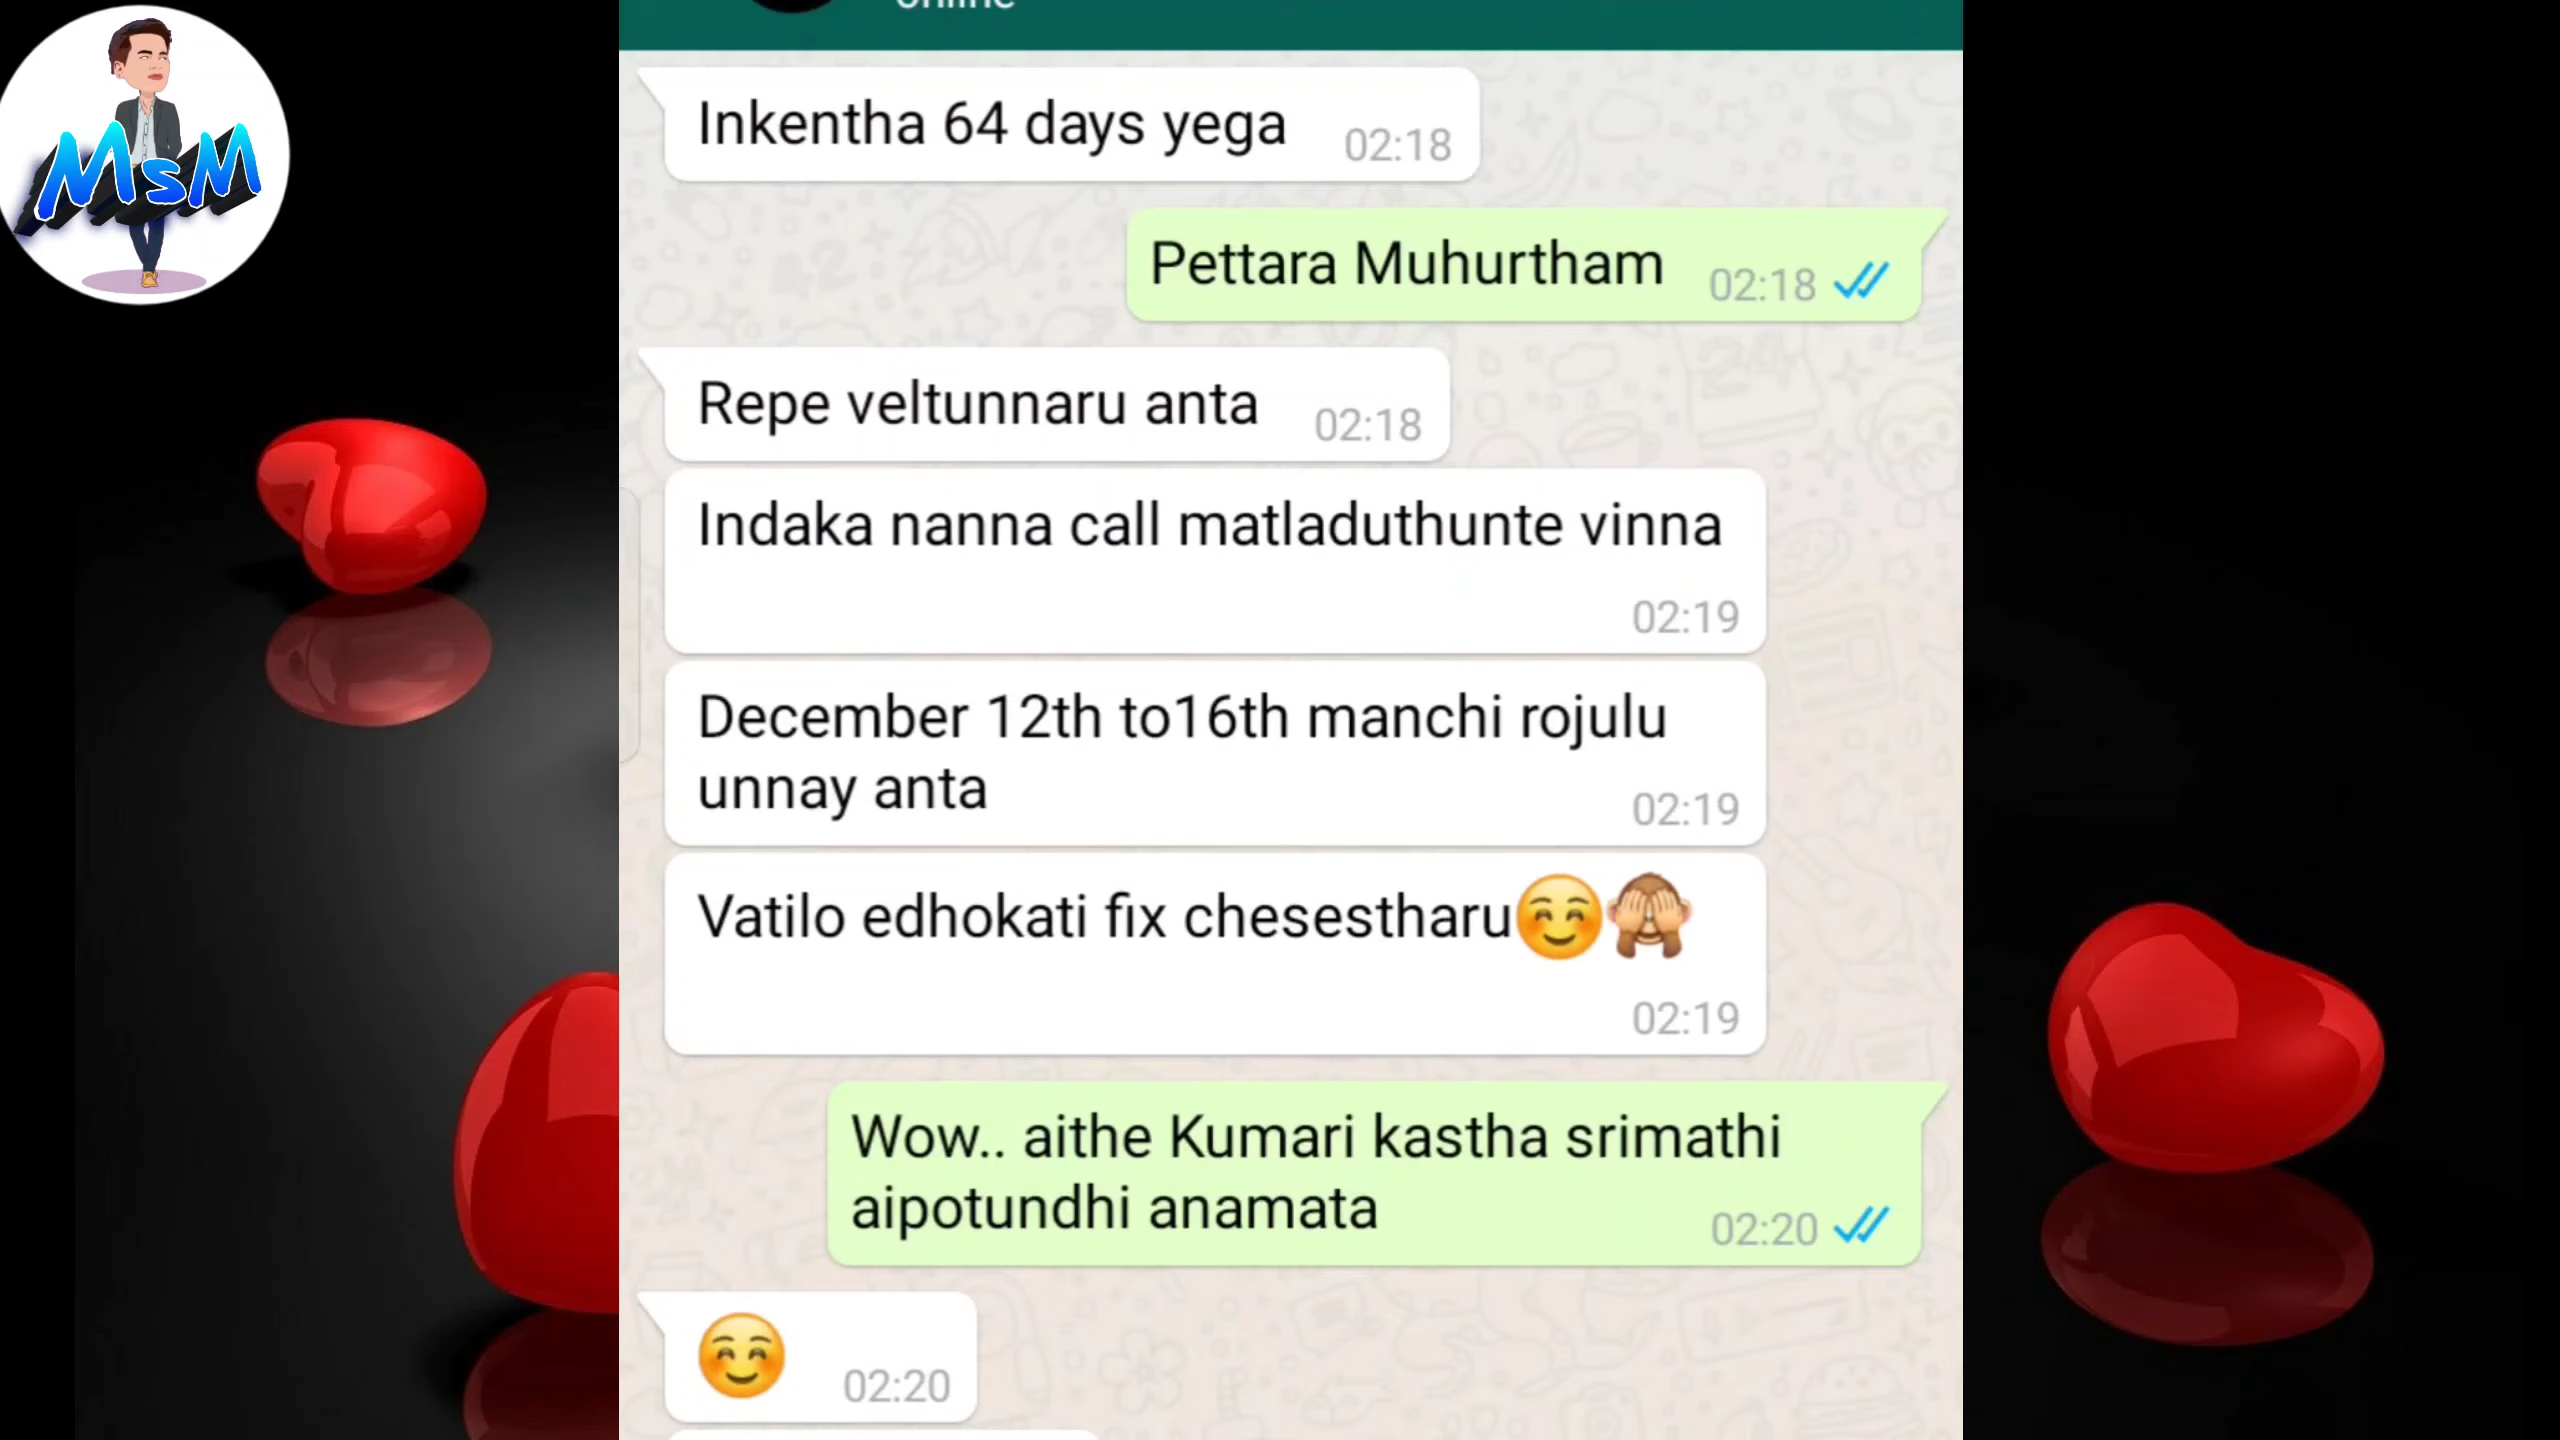 online
MsM
Inkentha 64 days yega 02:18
Pettara Muhurtham 02:18
Repe veltunnaru anta 02:18
Indaka nanna call matladuthunte vinna
02:19
December 12th to16th manchi rojulu
unnay anta 02:19
Vatilo edhokati fix chesestharu☺️🙈
02:19
Wow.. aithe Kumari kastha srimathi
aipotundhi anamata 02:20
☺️ 02:20